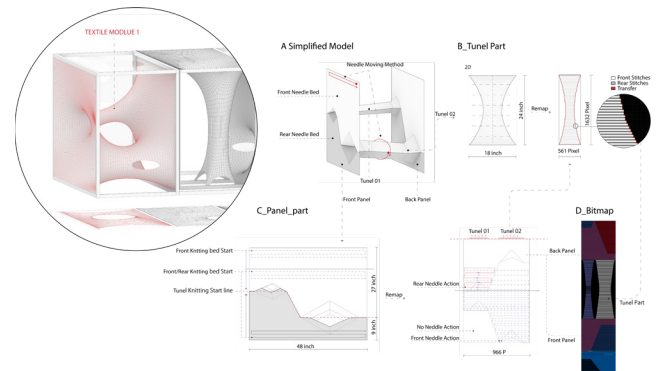 TEXTILE MODLUE 1
A Simplified Model
Needle Moving Method
Front Needle Bed
Rear Needle Bed
Tunel 02
Tunel 01
Front Panel
Back Panel
B_Tunel Part
2D
24 inch
18 inch
Remap
1632 Pixel
561 Pixel
Front Stitches
Rear Stitches
Transfer
C_Panel_part
Front Knitting bed Start
Front/Rear Knitting bed Start
Tunel Knitting Start line
27 inch
9 inch
48 inch
Remap
Tunel 01
Tunel 02
Back Panel
Rear Needle Action
No Neddle Action
Front Neddle Action
Front Panel
966 P
D_Bitmap
Tunel Part